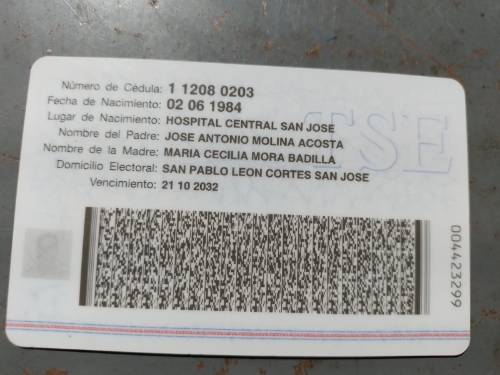 Número de Cédula: 1 1208 0203
Fecha de Nacimiento: 02 06 1984
Lugar de Nacimiento: HOSPITAL CENTRAL SAN JOSE
Nombre del Padre: JOSE ANTONIO MOLINA ACOSTA
Nombre de la Madre: MARIA CECILIA MORA BADILLA
Domicilio Electoral: SAN PABLO LEON CORTES SAN JOSE
Vencimiento: 21 10 2032
TSE
004423299